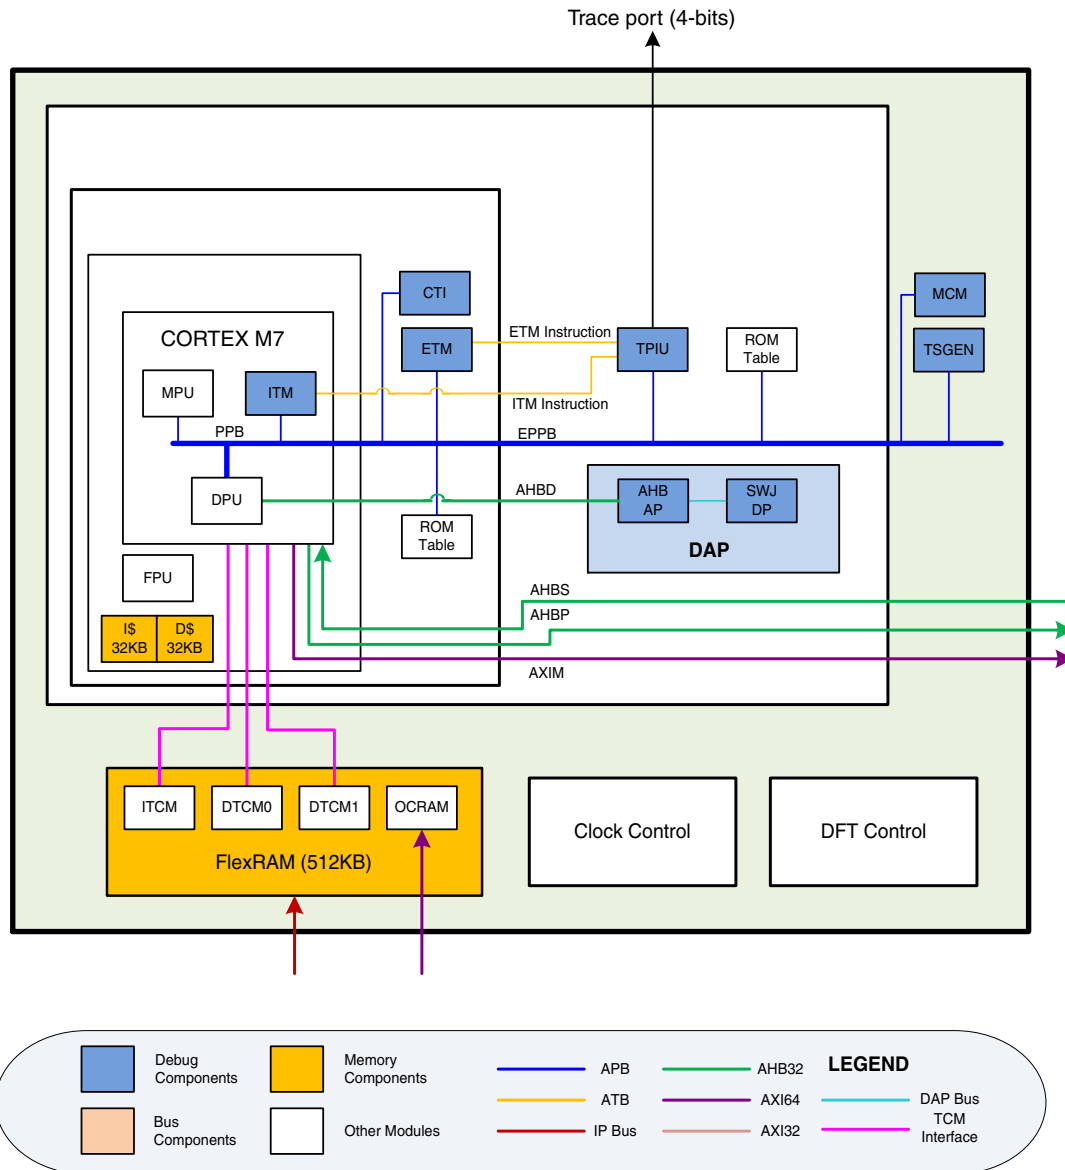 Trace port (4-bits)
CTI
MCM
CORTEX M7
ETM
ETM Instruction
TPIU
ROM
Table
TSGEN
MPU
ITM
ITM Instruction
PPB
EPPB
DPU
AHBD
AHB
AP
SWJ
DP
ROM
Table
DAP
FPU
AHBS
AHBP
I$
32KB
D$
32KB
AXIM
ITCM
DTCM0
DTCM1
OCRAM
FlexRAM (512KB)
Clock Control
DFT Control
LEGEND
Debug
Components
Memory
Components
Bus
Components
Other Modules
APB
ATB
IP Bus
AHB32
AXI64
AXI32
DAP Bus
TCM
Interface